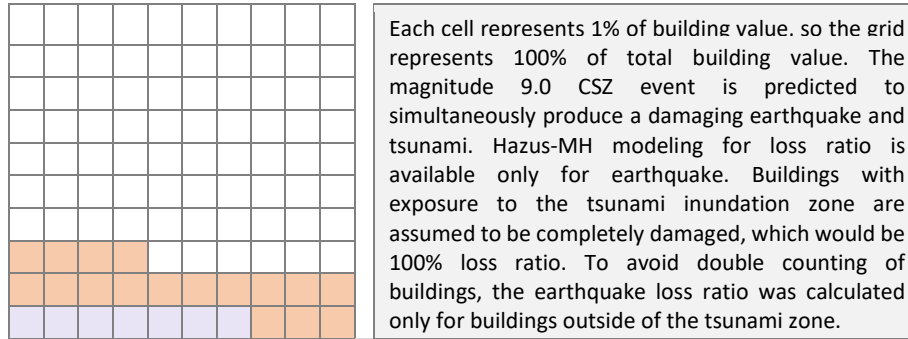 Each cell represents 1% of building value, so the grid
represents 100% of total building value. The
magnitude 9.0 CSZ event is predicted to
simultaneously produce a damaging earthquake and
tsunami. Hazus-MH modeling for loss ratio is
available only for earthquake. Buildings with
exposure to the tsunami inundation zone are
assumed to be completely damaged, which would be
100% loss ratio. To avoid double counting of
buildings, the earthquake loss ratio was calculated
only for buildings outside of the tsunami zone.